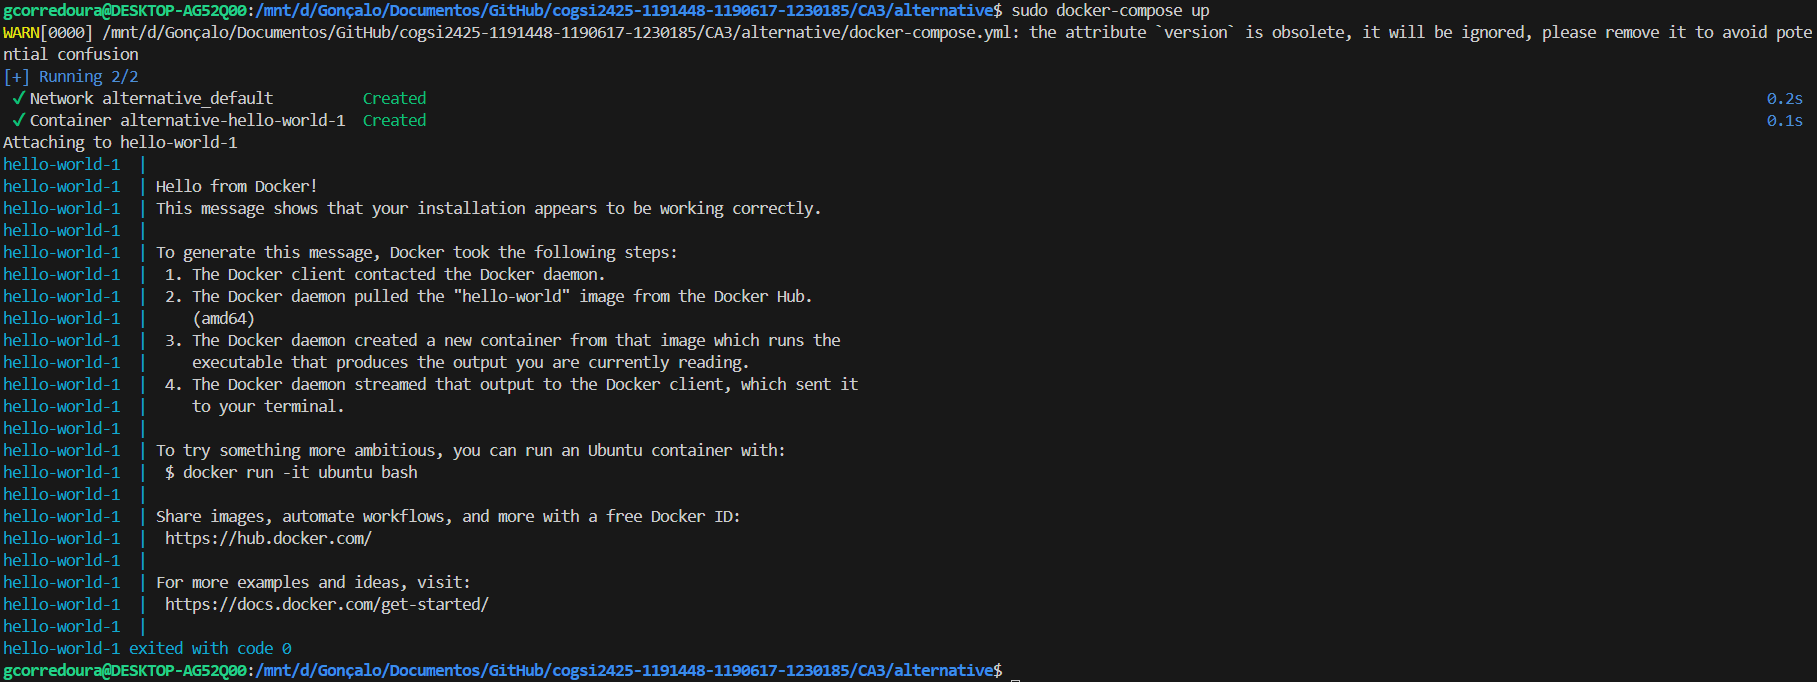 gcorredoura@DESKTOP-AG52Q00:/mnt/d/Gonçalo/Documentos/GitHub/cogsi2425-1191448-1190617-1230185/CA3/alternative$ sudo docker-compose up
WARN[0000] /mnt/d/Gonçalo/Documentos/GitHub/cogsi2425-1191448-1190617-1230185/CA3/alternative/docker-compose.yml: the attribute `version` is obsolete, it will be ignored, please remove it to avoid pote
ntial confusion
[+] Running 2/2
✓ Network alternative_default Created 0.2s
✓ Container alternative-hello-world-1 Created 0.1s
Attaching to hello-world-1
hello-world-1 |
hello-world-1 | Hello from Docker!
hello-world-1 | This message shows that your installation appears to be working correctly.
hello-world-1 |
hello-world-1 | To generate this message, Docker took the following steps:
hello-world-1 | 1. The Docker client contacted the Docker daemon.
hello-world-1 | 2. The Docker daemon pulled the "hello-world" image from the Docker Hub.
hello-world-1 | (amd64)
hello-world-1 | 3. The Docker daemon created a new container from that image which runs the
hello-world-1 | executable that produces the output you are currently reading.
hello-world-1 | 4. The Docker daemon streamed that output to the Docker client, which sent it
hello-world-1 | to your terminal.
hello-world-1 |
hello-world-1 | To try something more ambitious, you can run an Ubuntu container with:
hello-world-1 | $ docker run -it ubuntu bash
hello-world-1 |
hello-world-1 | Share images, automate workflows, and more with a free Docker ID:
hello-world-1 | https://hub.docker.com/
hello-world-1 |
hello-world-1 | For more examples and ideas, visit:
hello-world-1 | https://docs.docker.com/get-started/
hello-world-1 |
hello-world-1 exited with code 0
gcorredoura@DESKTOP-AG52Q00:/mnt/d/Gonçalo/Documentos/GitHub/cogsi2425-1191448-1190617-1230185/CA3/alternative$